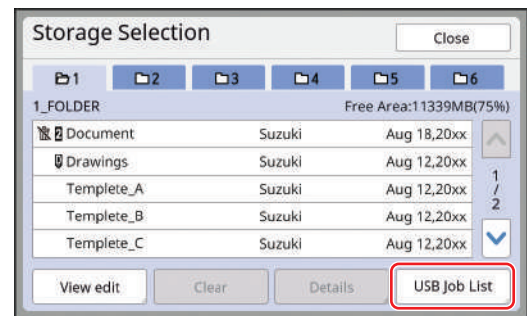 Storage Selection
Close
1 2 3 4 5 6
1_FOLDER Free Area:11339MB(75%)
2 Document Suzuki Aug 18,20xx
Drawings Suzuki Aug 12,20xx
Templete_A Suzuki Aug 12,20xx
Templete_B Suzuki Aug 12,20xx
Templete_C Suzuki Aug 12,20xx
1
/
2
View edit Clear Details USB Job List